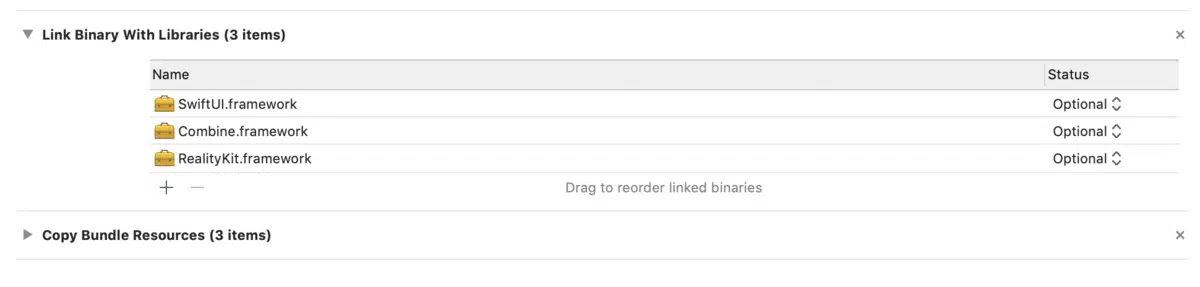 Link Binary With Libraries (3 items)
Name Status
SwiftUI.framework Optional
Combine.framework Optional
RealityKit.framework Optional
Drag to reorder linked binaries
Copy Bundle Resources (3 items)